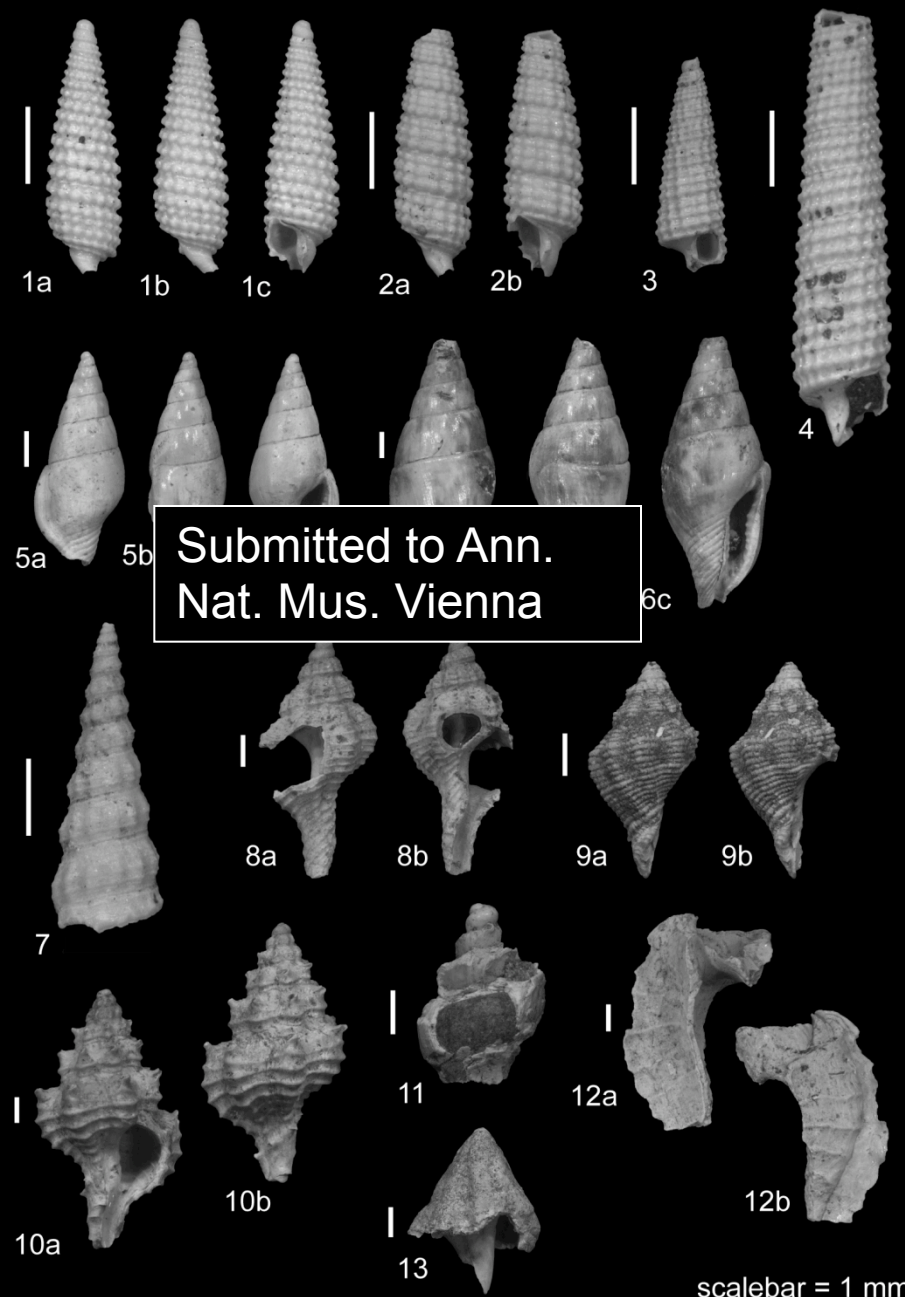 1a 1b 1c 2a 2b 3 4
5a 5b 6c
Submitted to Ann.
Nat. Mus. Vienna
7 8a 8b 9a 9b
10a 10b 11 12a 12b
13
scalebar = 1 mm